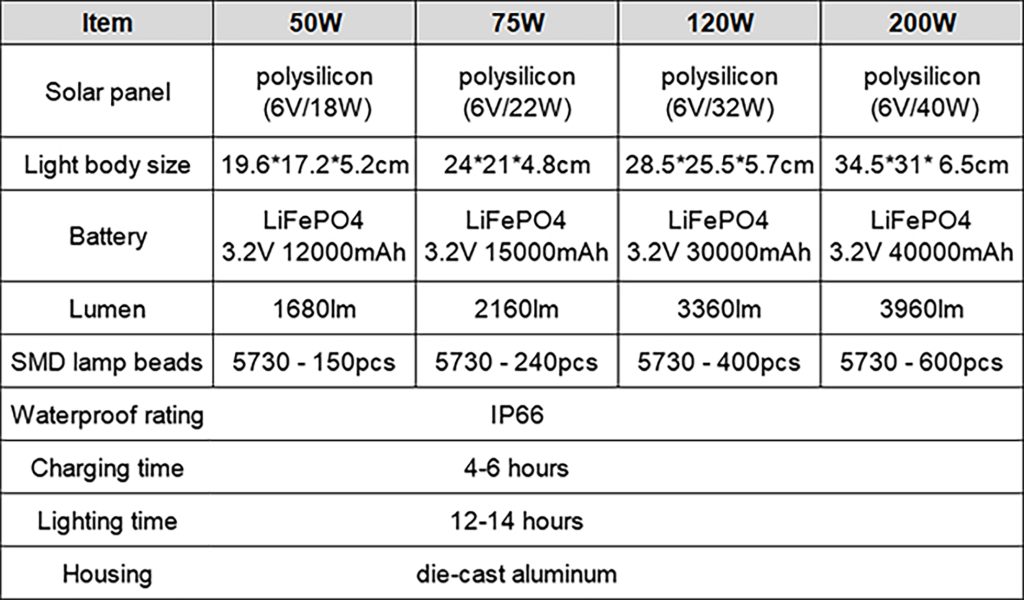 Item 50W 75W 120W 200W
Solar panel polysilicon (6V/18W) polysilicon (6V/22W) polysilicon (6V/32W) polysilicon (6V/40W)
Light body size 19.6*17.2*5.2cm 24*21*4.8cm 28.5*25.5*5.7cm 34.5*31* 6.5cm
Battery LiFePO4 3.2V 12000mAh LiFePO4 3.2V 15000mAh LiFePO4 3.2V 30000mAh LiFePO4 3.2V 40000mAh
Lumen 1680lm 2160lm 3360lm 3960lm
SMD lamp beads 5730 - 150pcs 5730 - 240pcs 5730 - 400pcs 5730 - 600pcs
Waterproof rating IP66
Charging time 4-6 hours
Lighting time 12-14 hours
Housing die-cast aluminum